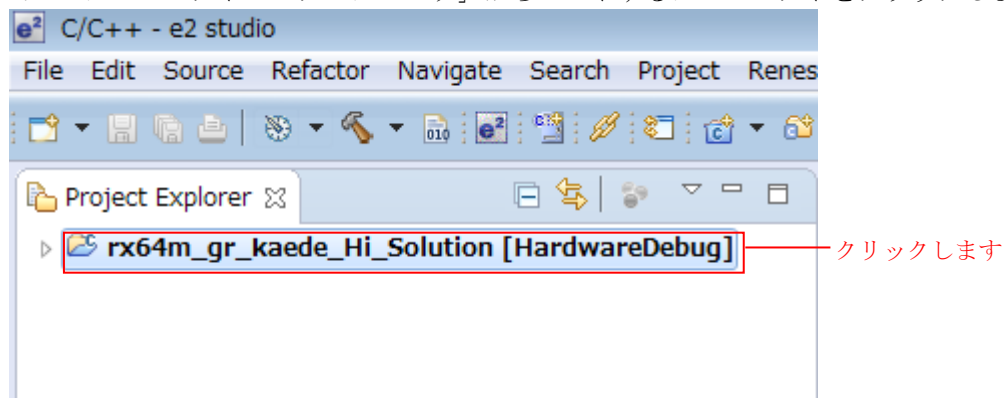 C/C++ - e2 studio
File Edit Source Refactor Navigate Search Project Renes
Project Explorer
rx64m_gr_kaede_Hi_Solution [HardwareDebug]
クリックします